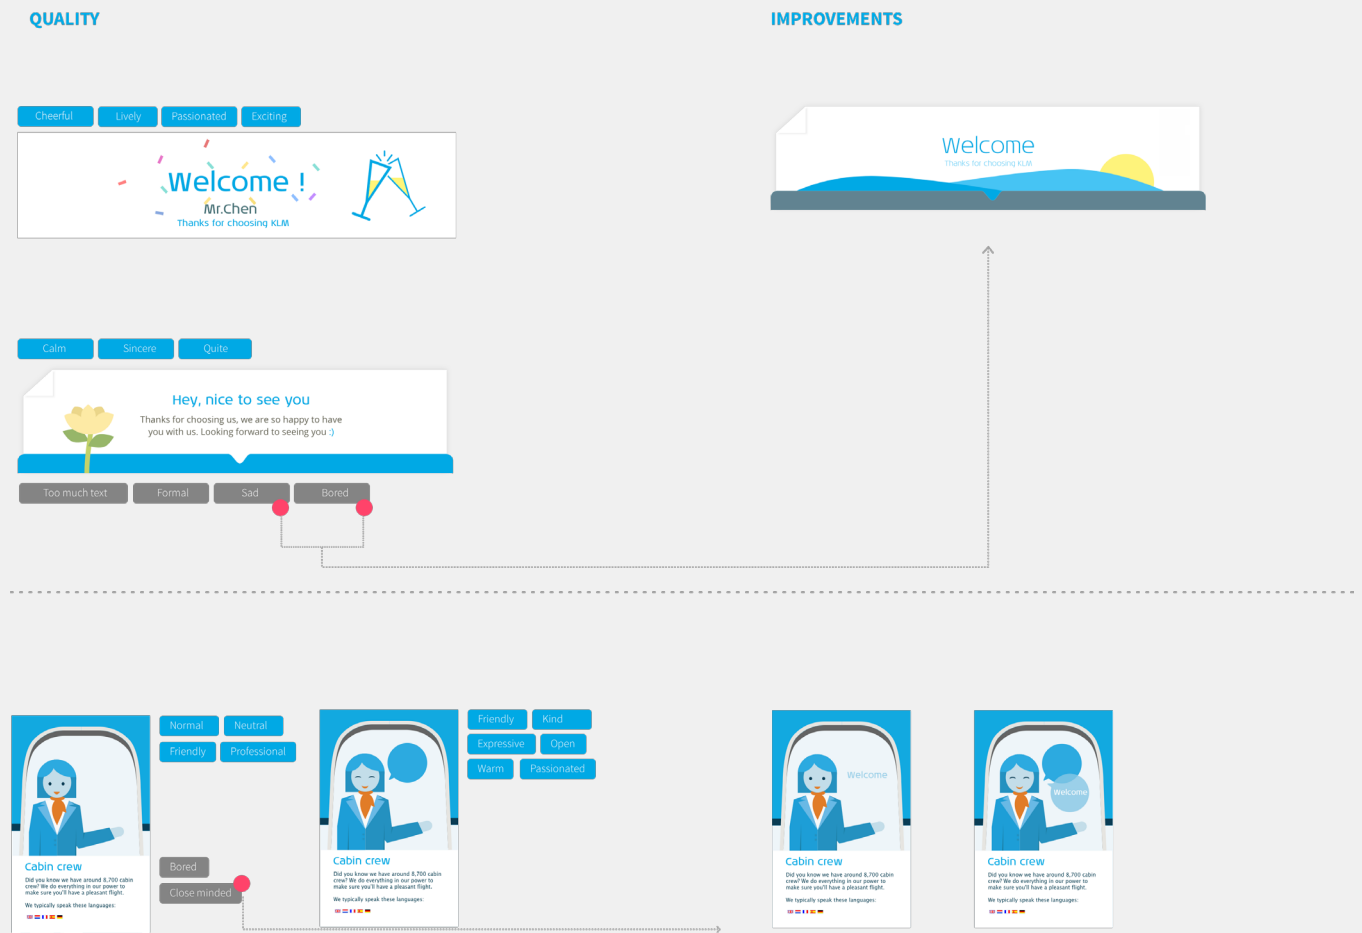 QUALITY
IMPROVEMENTS
Cheerful
Lively
Passionated
Exciting
Welcome !
Mr.Chen
Thanks for choosing KLM
Welcome
Thanks for choosing KLM
Calm
Sincere
Quite
Hey, nice to see you
Thanks for choosing us, we are so happy to have
you with us. Looking forward to seeing you :)
Too much text
Formal
Sad
Bored
Normal
Neutral
Friendly
Professional
Bored
Close minded
Cabin crew
Did you know we have around 8,700 cabin
crew? We do everything in our power to
make sure you'll have a pleasant flight.
We typically speak these languages:
Friendly
Kind
Expressive
Open
Warm
Passionated
Cabin crew
Did you know we have around 8,700 cabin
crew? We do everything in our power to
make sure you'll have a pleasant flight.
We typically speak these languages:
Welcome
Cabin crew
Did you know we have around 8,700 cabin
crew? We do everything in our power to
make sure you'll have a pleasant flight.
We typically speak these languages:
Welcome
Cabin crew
Did you know we have around 8,700 cabin
crew? We do everything in our power to
make sure you'll have a pleasant flight.
We typically speak these languages: